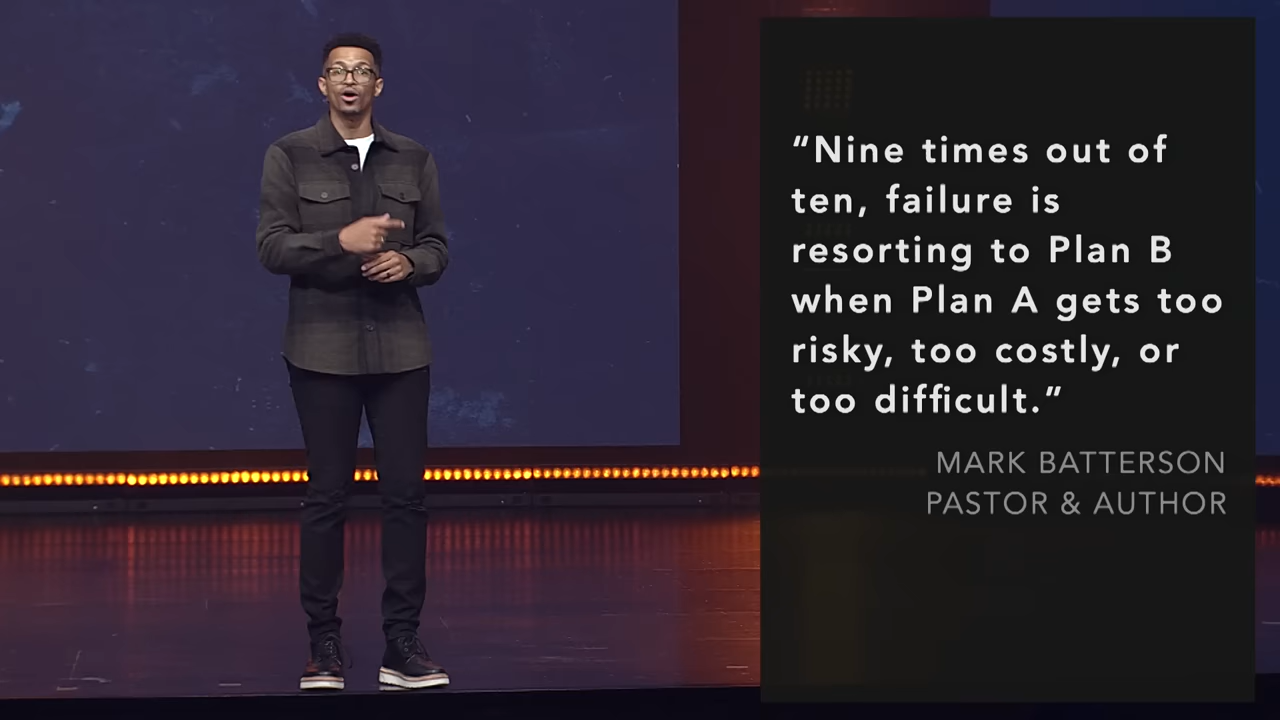 “Nine times out of
ten, failure is
resorting to Plan B
when Plan A gets too
risky, too costly, or
too difficult.”
MARK BATTERSON
PASTOR & AUTHOR